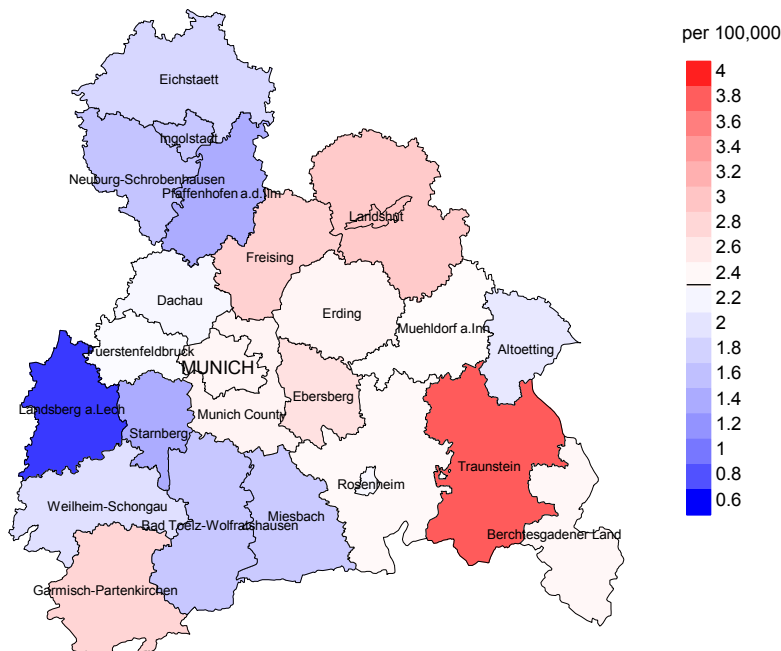 per 100,000
4
3.8
3.6
3.4
3.2
3
2.8
2.6
2.4
2.2
2
1.8
1.6
1.4
1.2
1
0.8
0.6
Eichstaett
Ingolstadt
Neuburg-Schrobenhausen
Pfaffenhofen a.d.Ilm
Landshut
Freising
Dachau
Erding
Muehldorf a.Inn
Altoetting
Fuerstenfeldbruck
MUNICH
Ebersberg
Landsberg a.Lech
Munich County
Starnberg
Traunstein
Rosenheim
Weilheim-Schongau
Miesbach
Bad Toelz-Wolfratshausen
Berchtesgadener Land
Garmisch-Partenkirchen